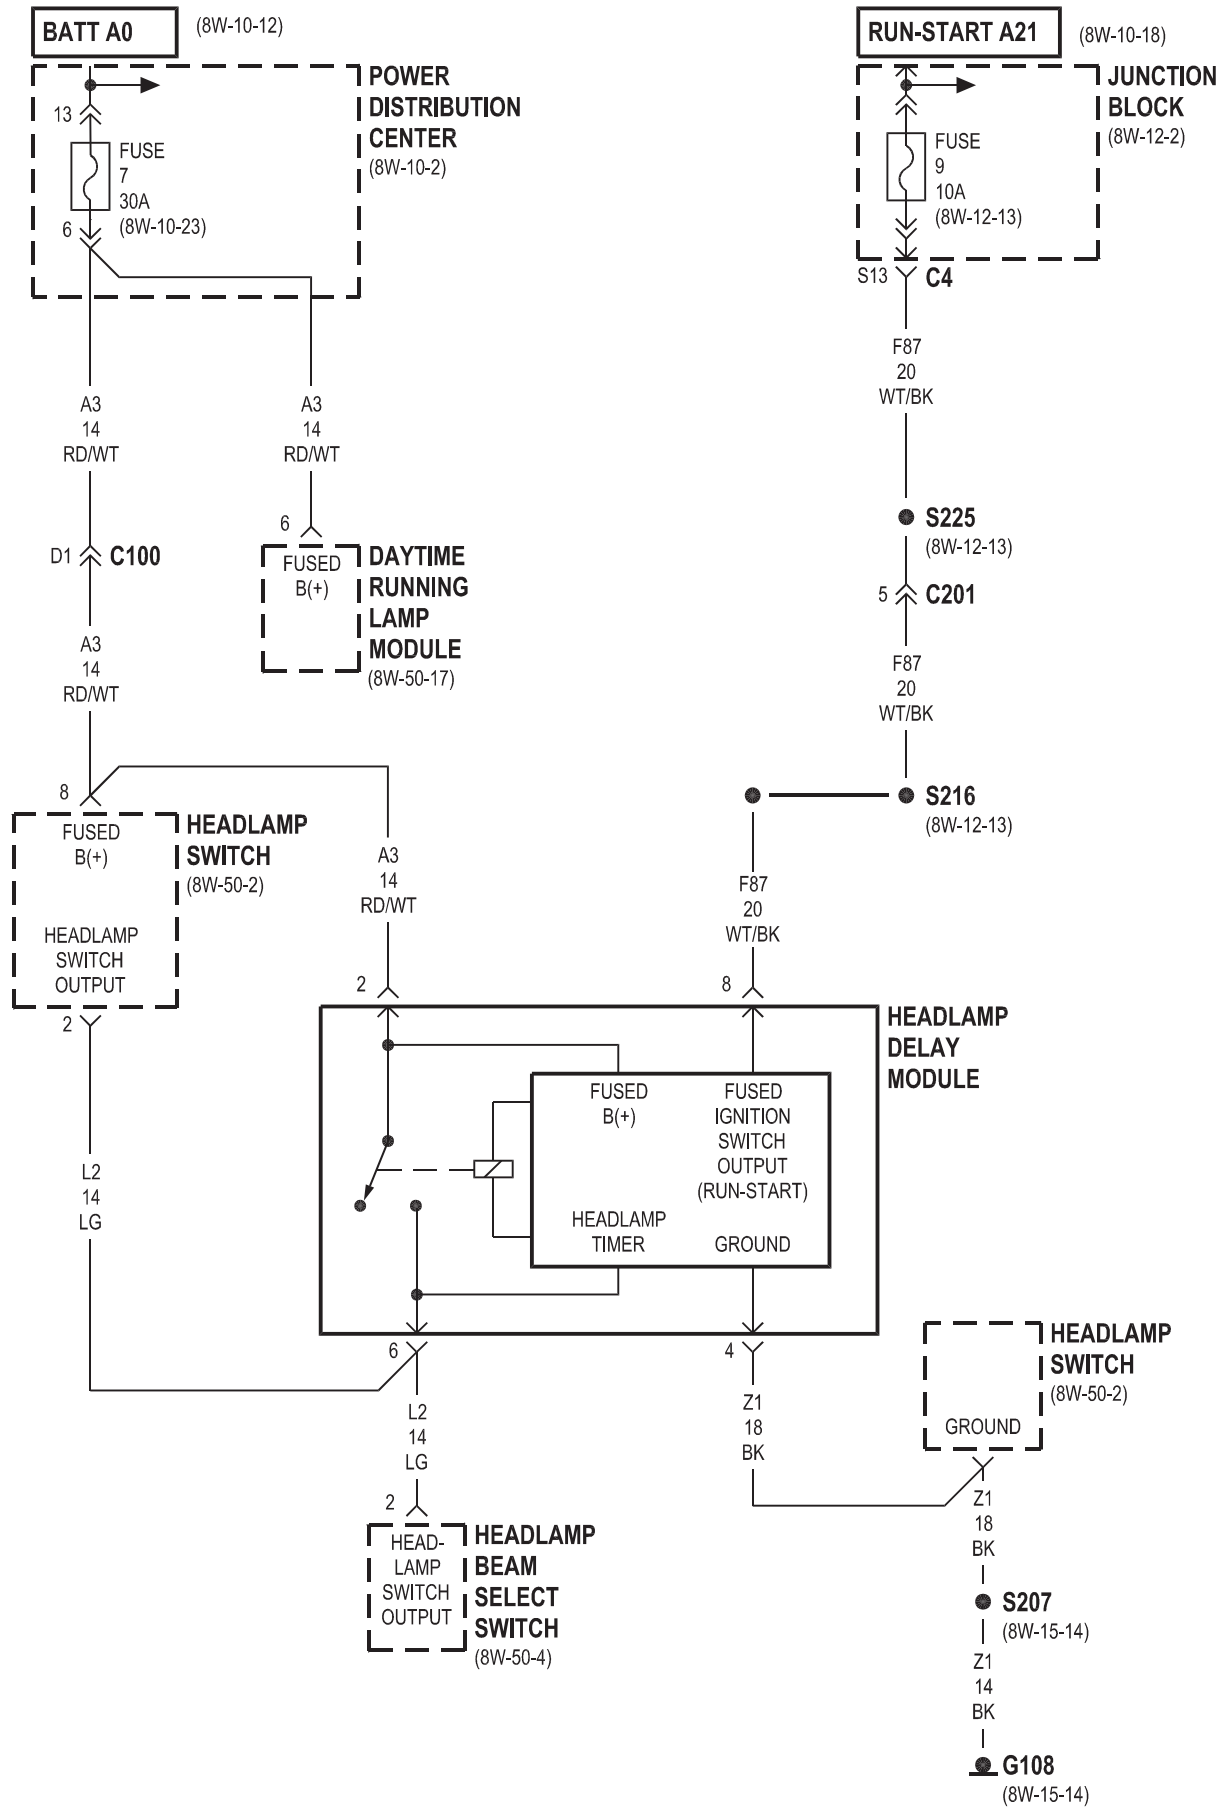 BATT A0
(8W-10-12)
RUN-START A21
(8W-10-18)
POWER
DISTRIBUTION
CENTER
(8W-10-2)
13
FUSE
7
30A
(8W-10-23)
6
JUNCTION
BLOCK
(8W-12-2)
FUSE
9
10A
(8W-12-13)
S13
C4
F87
20
WT/BK
A3
14
RD/WT
A3
14
RD/WT
S225
(8W-12-13)
6
D1
C100
FUSED
B(+)
DAYTIME
RUNNING
LAMP
MODULE
(8W-50-17)
5
C201
A3
14
RD/WT
F87
20
WT/BK
8
S216
(8W-12-13)
FUSED
B(+)
HEADLAMP
SWITCH
(8W-50-2)
HEADLAMP
SWITCH
OUTPUT
2
A3
14
RD/WT
F87
20
WT/BK
2
8
HEADLAMP
DELAY
MODULE
FUSED
B(+)
FUSED
IGNITION
SWITCH
OUTPUT
(RUN-START)
HEADLAMP
TIMER
GROUND
L2
14
LG
6
4
HEADLAMP
SWITCH
(8W-50-2)
GROUND
L2
14
LG
Z1
18
BK
2
HEAD-
LAMP
SWITCH
OUTPUT
HEADLAMP
BEAM
SELECT
SWITCH
(8W-50-4)
Z1
18
BK
S207
(8W-15-14)
Z1
14
BK
G108
(8W-15-14)